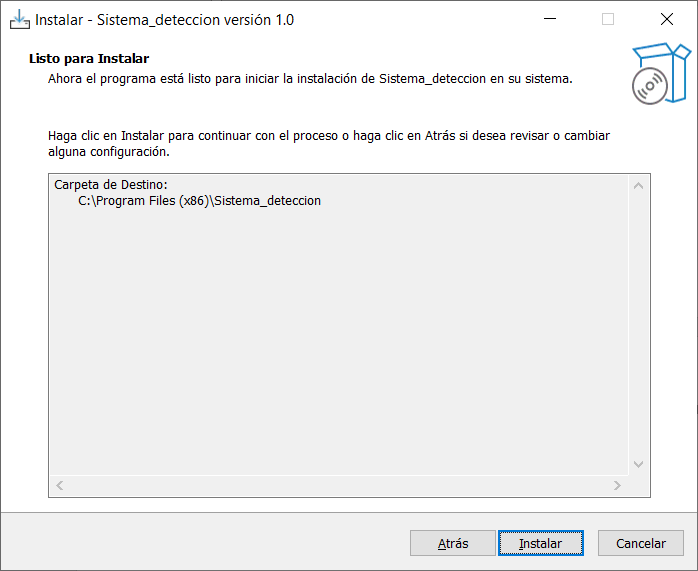 Instalar - Sistema_deteccion versión 1.0
Listo para Instalar
Ahora el programa está listo para iniciar la instalación de Sistema_deteccion en su sistema.
Haga clic en Instalar para continuar con el proceso o haga clic en Atrás si desea revisar o cambiar
alguna configuración.
Carpeta de Destino:
C:\Program Files (x86)\Sistema_deteccion
Atrás
Instalar
Cancelar